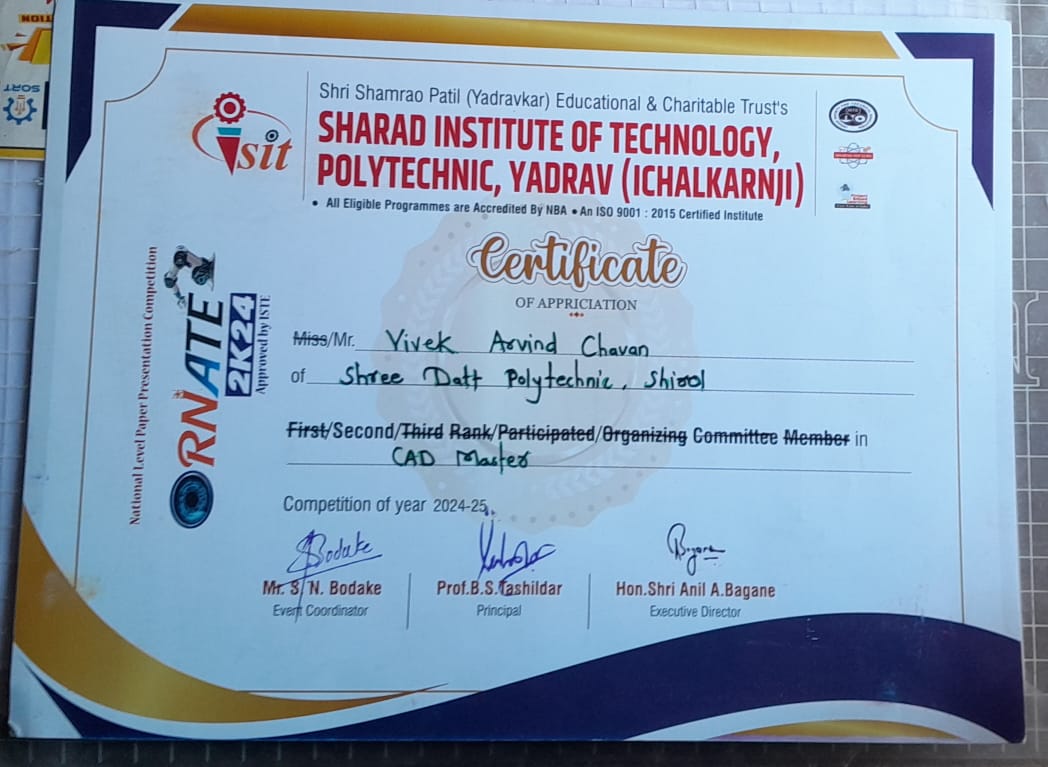 Shri Shamrao Patil (Yadravkar) Educational & Charitable Trust's
SHARAD INSTITUTE OF TECHNOLOGY,
POLYTECHNIC, YADRAV (ICHALKARNJI)
• All Eligible Programmes are Accredited By NBA • An ISO 9001 : 2015 Certified Institute
sit
Certificate
OF APPRICIATION
National Level Paper Presentation Competition
ORNATE
2K24
Approved by ISTE
Miss/Mr. Vivek Arvind Chavan
of Shree Datt Polytechnic, Shirol
First/Second/Third Rank/Participated/Organizing Committee Member in
CAD Master
Competition of year 2024-25.
Bodake
Mr. S. N. Bodake
Event Coordinator
Prof.B.S.Tashildar
Principal
Hon.Shri Anil A.Bagane
Executive Director